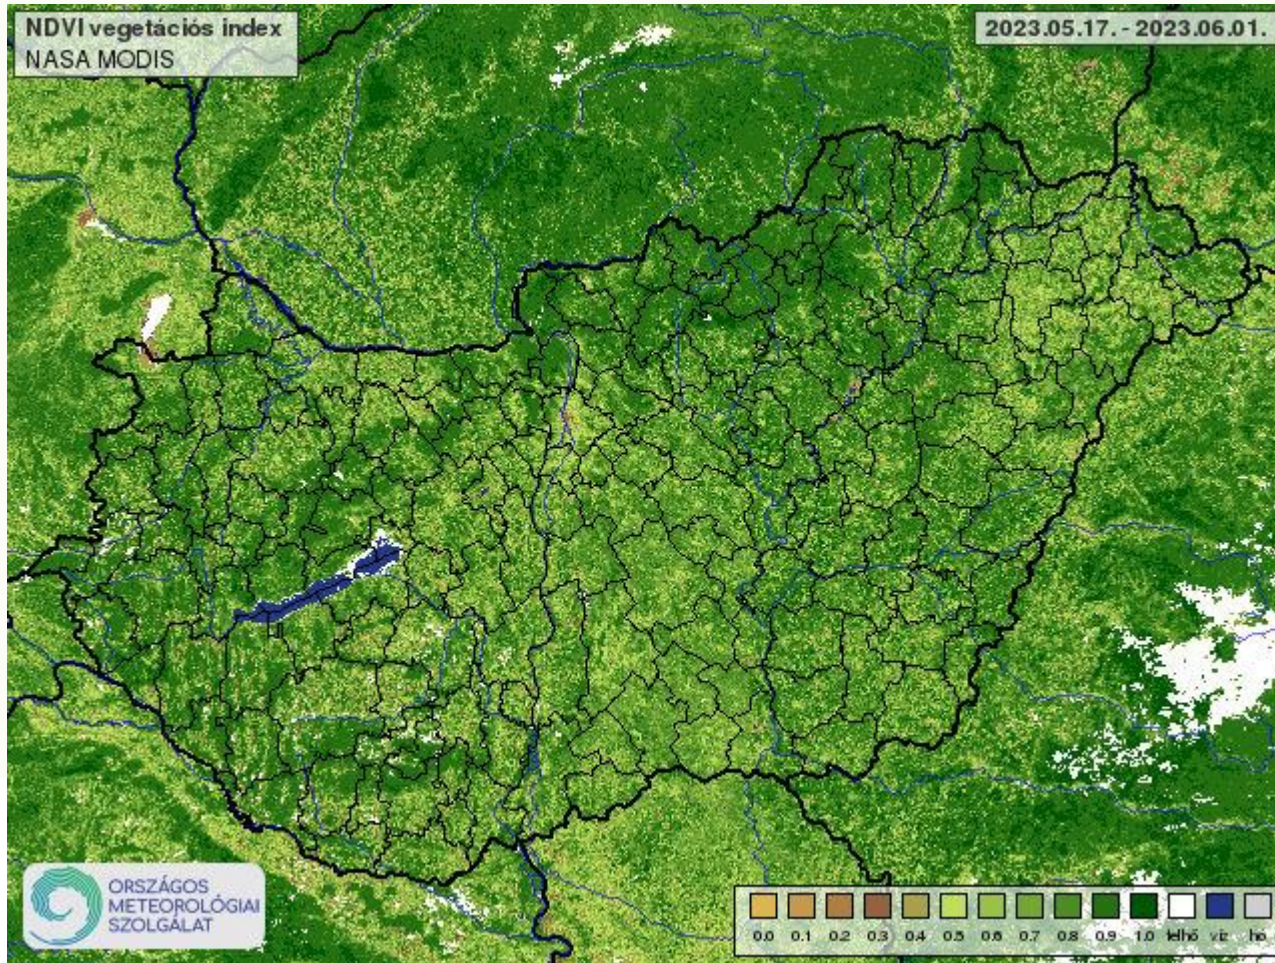 NDVI vegetációs index
NASA MODIS
2023.05.17. - 2023.06.01.
ORSZÁGOS
METEOROLÓGIAI
SZOLGÁLAT
0.0 0.1 0.2 0.3 0.4 0.5 0.6 0.7 0.8 0.9 1.0 felhő víz hó